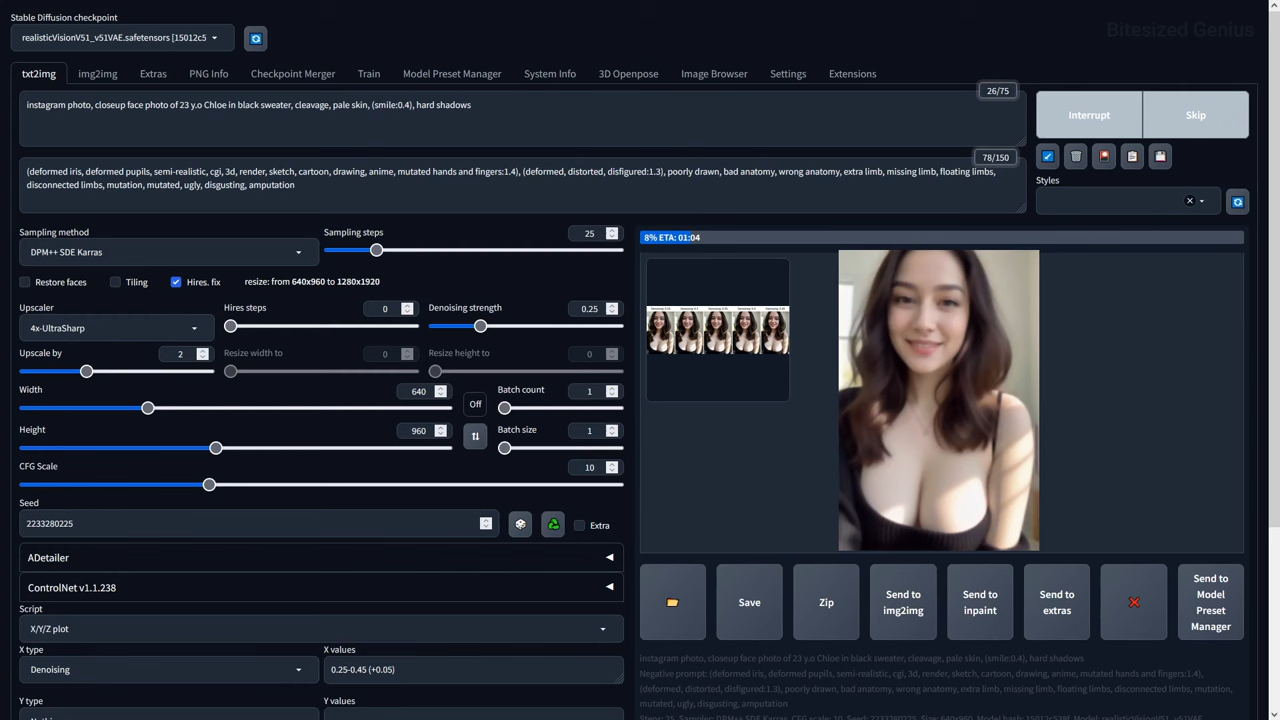 Bitesized Genius
Stable Diffusion checkpoint
realisticVisionV51_v51VAE.safetensors [15012c5
txt2img img2img Extras PNG Info Checkpoint Merger Train Model Preset Manager System Info 3D Openpose Image Browser Settings Extensions
26/75
instagram photo, closeup face photo of 23 y.o Chloe in black sweater, cleavage, pale skin, (smile:0.4), hard shadows
Interrupt Skip
78/150
(deformed iris, deformed pupils, semi-realistic, cgi, 3d, render, sketch, cartoon, drawing, anime, mutated hands and fingers:1.4), (deformed, distorted, disfigured:1.3), poorly drawn, bad anatomy, wrong anatomy, extra limb, missing limb, floating limbs,
disconnected limbs, mutation, mutated, ugly, disgusting, amputation
Styles
Sampling method
DPM++ SDE Karras
Sampling steps 25
Restore faces Tiling Hires. fix resize: from 640x960 to 1280x1920
Upscaler
4x-UltraSharp
Hires steps 0
Denoising strength 0.25
Upscale by 2
Resize width to 0
Resize height to 0
Width 640
Off
Batch count 1
Height 960
Batch size 1
CFG Scale 10
Seed
2233280225
Extra
ADetailer
ControlNet v1.1.238
Script
X/Y/Z plot
X type
Denoising
X values
0.25-0.45 (+0.05)
Y type
Y values
8% ETA: 01:04
Save
Zip
Send to
img2img
Send to
inpaint
Send to
extras
Send to
Model
Preset
Manager
instagram photo, closeup face photo of 23 y.o Chloe in black sweater, cleavage, pale skin, (smile:0.4), hard shadows
Negative prompt: (deformed iris, deformed pupils, semi-realistic, cgi, 3d, render, sketch, cartoon, drawing, anime, mutated hands and fingers:1.4),
(deformed, distorted, disfigured:1.3), poorly drawn, bad anatomy, wrong anatomy, extra limb, missing limb, floating limbs, disconnected limbs, mutation,
mutated, ugly, disgusting, amputation